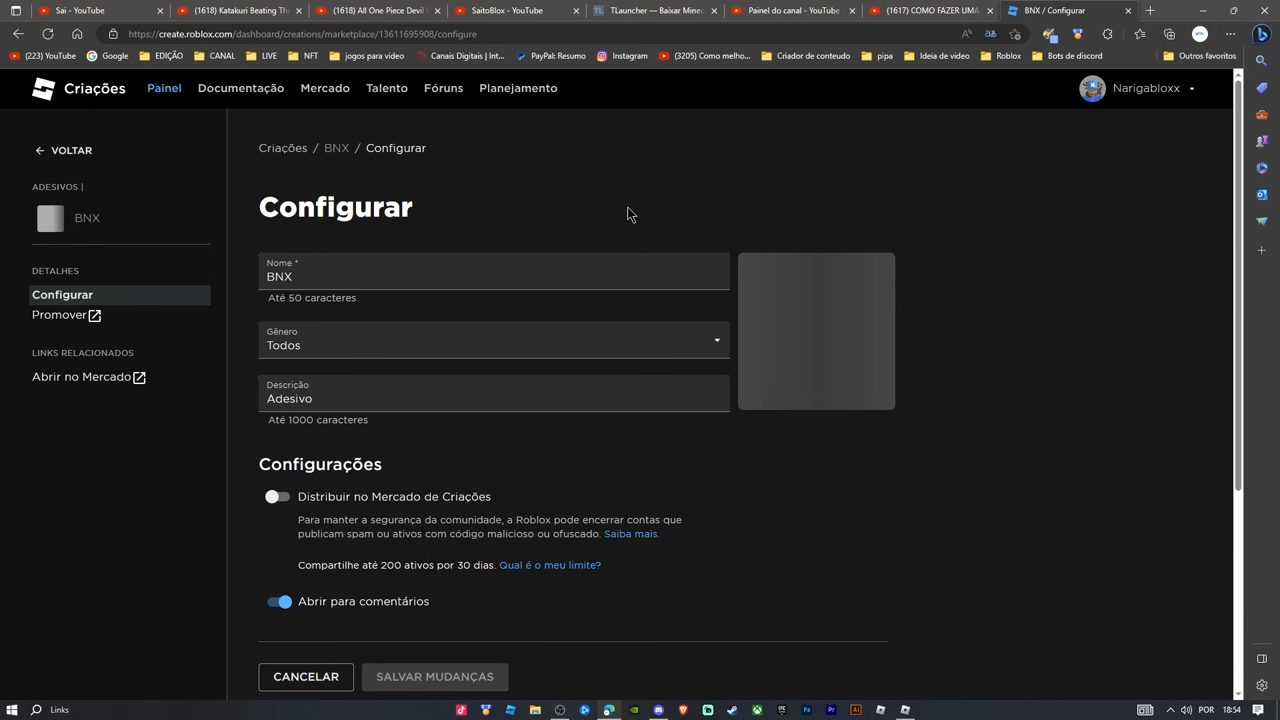 Sai - YouTube
(1618) Katakuri Beating The
(1618) All One Piece Devil
SaitoBlox - YouTube
TLauncher — Baixar Minec
Painel do canal - YouTube
(1617) COMO FAZER UMA
BNX / Configurar
https://create.roblox.com/dashboard/creations/marketplace/13611695908/configure
(223) YouTube
Google
EDIÇÃO
CANAL
LIVE
NFT
jogos para video
Canais Digitais | Int...
PayPal: Resumo
Instagram
(3205) Como melho...
Criador de conteudo
pipa
Ideia de video
Roblox
Bots de discord
Outros favoritos
Criações
Painel
Documentação
Mercado
Talento
Fóruns
Planejamento
Narigabloxx
VOLTAR
ADESIVOS |
BNX
DETALHES
Configurar
Promover
LINKS RELACIONADOS
Abrir no Mercado
Criações / BNX / Configurar
Configurar
Nome *
BNX
Até 50 caracteres
Gênero
Todos
Descrição
Adesivo
Até 1000 caracteres
Configurações
Distribuir no Mercado de Criações
Para manter a segurança da comunidade, a Roblox pode encerrar contas que
publicam spam ou ativos com código malicioso ou ofuscado. Saiba mais.
Compartilhe até 200 ativos por 30 dias. Qual é o meu limite?
Abrir para comentários
CANCELAR
SALVAR MUDANÇAS
Links
POR
18:54